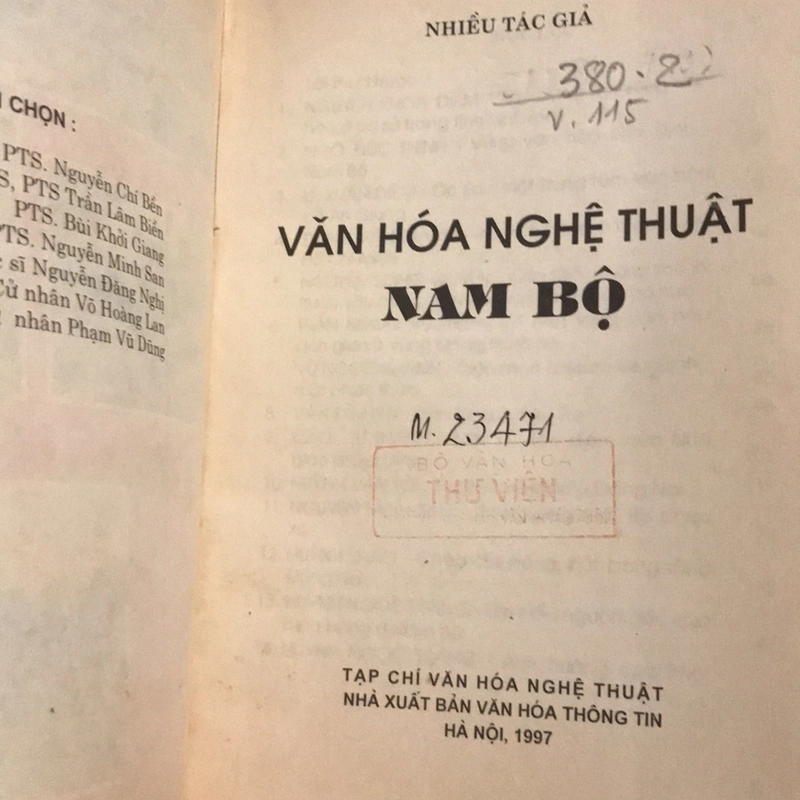 CHỌN :
PTS. Nguyễn Chí Bền
PTS Trần Lâm Biền
PTS. Bùi Khởi Giang
PTS. Nguyễn Minh San
sĩ Nguyễn Đăng Nghị
Cử nhân Võ Hoàng Lan
nhân Phạm Vũ Dũng
NHIỀU TÁC GIẢ
380.2
V.115
VĂN HÓA NGHỆ THUẬT
NAM BỘ
M.23471
BỘ VĂN HÓA
THƯ VIỆN
TẠP CHÍ VĂN HÓA NGHỆ THUẬT
NHÀ XUẤT BẢN VĂN HÓA THÔNG TIN
HÀ NỘI, 1997